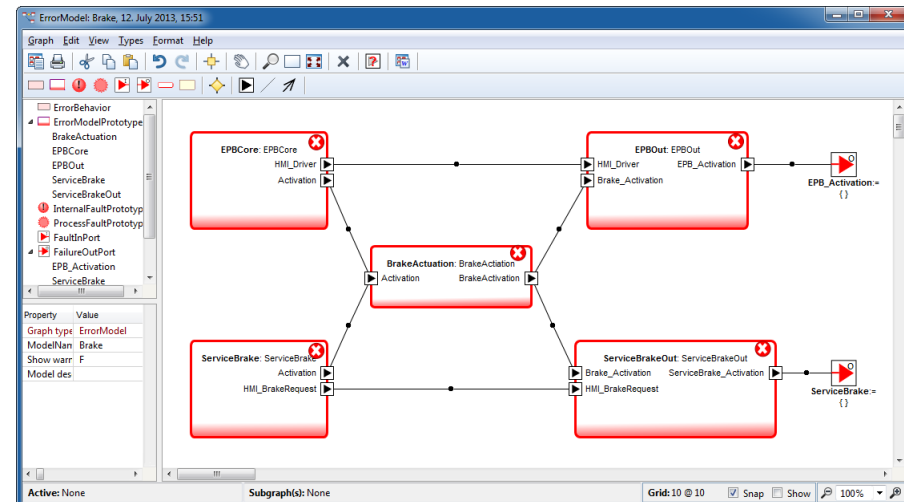 ErrorModel: Brake, 12. July 2013, 15:51
Graph Edit View Types Format Help
ErrorBehavior
ErrorModelPrototype
BrakeActuation
EPBCore
EPBOut
ServiceBrake
ServiceBrakeOut
InternalFaultPrototyp
ProcessFaultPrototyp
FaultInPort
FailureOutPort
EPB_Activation
ServiceBrake
Property Value
Graph type ErrorModel
ModelNam Brake
Show warr F
Model des
EPBCore: EPBCore
HMI_Driver
Activation
EPBOut: EPBOut
HMI_Driver EPB_Activation
Brake_Activation
EPB_Activation:=
{ }
BrakeActuation: BrakeActiation
Activation BrakeActivation
ServiceBrake: ServiceBrake
Activation
HMI_BrakeRequest
ServiceBrakeOut: ServiceBrakeOut
Brake_Activation ServiceBrake_Activation
HMI_BrakeRequest
ServiceBrake:=
{ }
Active: None Subgraph(s): None Grid: 10 @ 10 Snap Show 100%